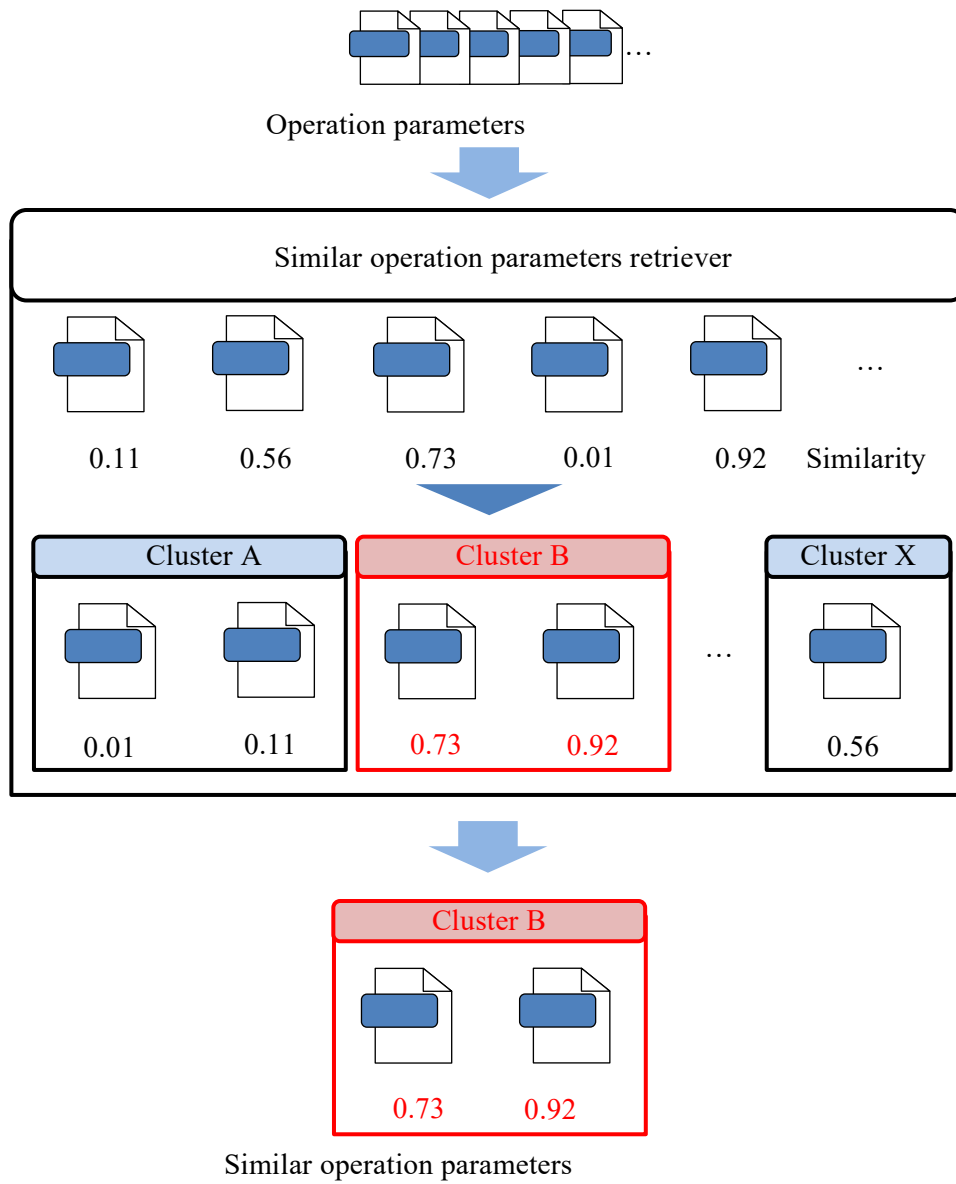 …
Operation parameters
Similar operation parameters retriever
…
0.11 0.56 0.73 0.01 0.92 Similarity
Cluster A Cluster B Cluster X
…
0.01 0.11 0.73 0.92 0.56
Cluster B
0.73 0.92
Similar operation parameters